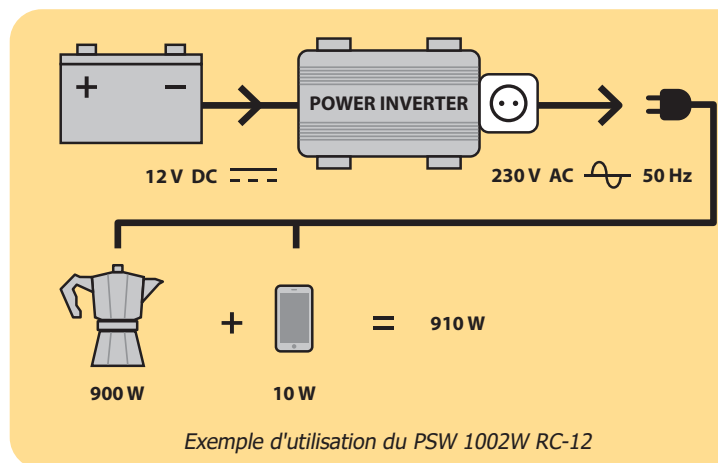 + −
POWER INVERTER
12 V DC
230 V AC 50 Hz
+ = 910 W
900 W 10 W
Exemple d'utilisation du PSW 1002W RC-12